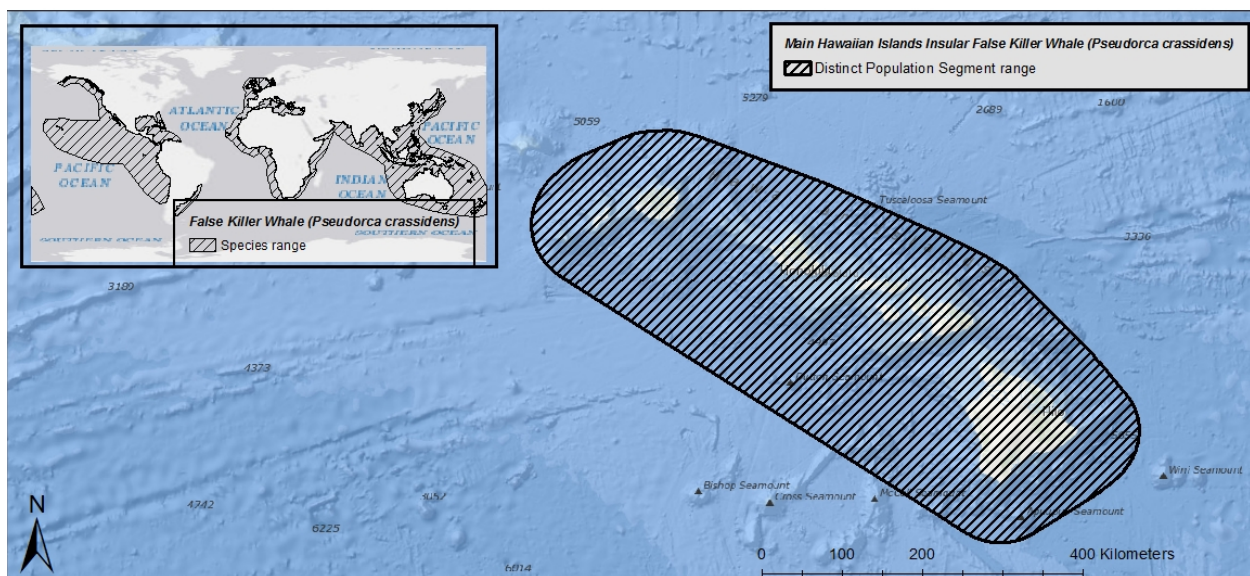 ATLANTIC
OCEAN
PACIFIC
OCEAN
PACIFIC
OCEAN
INDIAN
OCEAN
SOUTHERN OCEAN
False Killer Whale (Pseudorca crassidens)
Species range
Main Hawaiian Islands Insular False Killer Whale (Pseudorca crassidens)
Distinct Population Segment range
5279
2089
1600
5059
Tuscaloosa Seamount
3336
3189
4373
Hilo
Wini Seamount
Bishop Seamount
Cross Seamount
4742
6225
6014
N
0 100 200 400 Kilometers